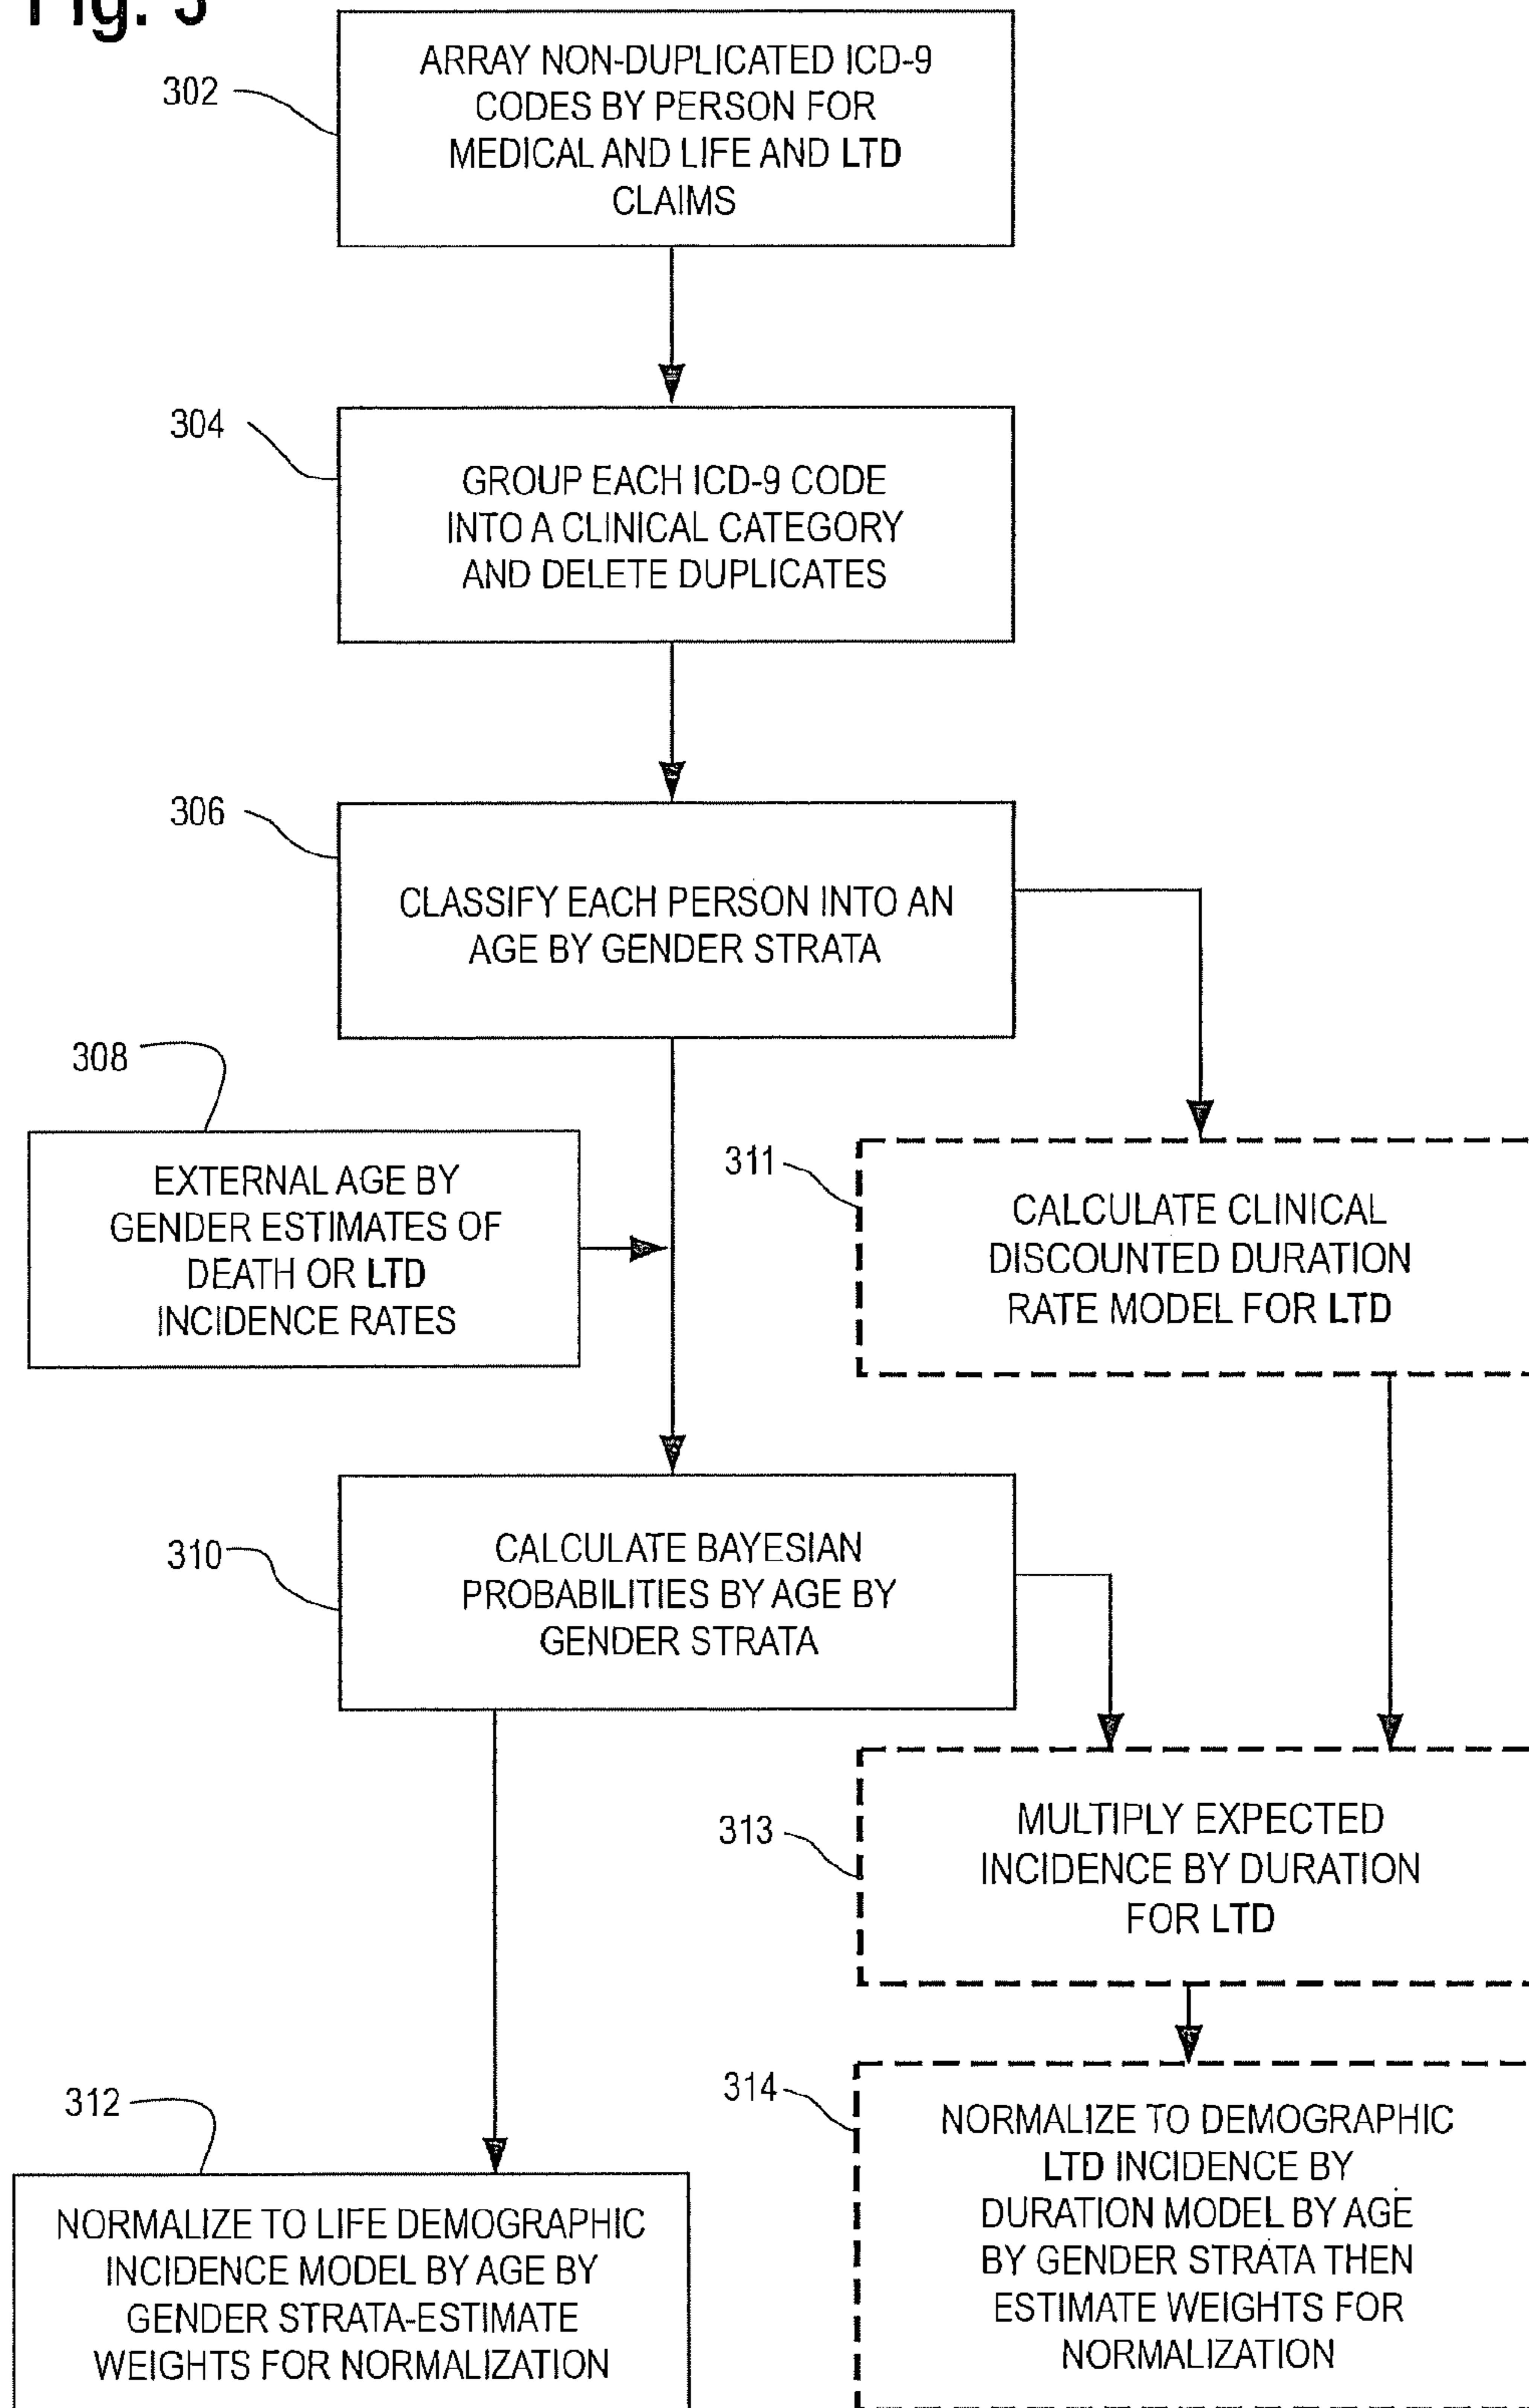 Fig. 3
302
ARRAY NON-DUPLICATED ICD-9
CODES BY PERSON FOR
MEDICAL AND LIFE AND LTD
CLAIMS
304
GROUP EACH ICD-9 CODE
INTO A CLINICAL CATEGORY
AND DELETE DUPLICATES
306
CLASSIFY EACH PERSON INTO AN
AGE BY GENDER STRATA
308
EXTERNAL AGE BY
GENDER ESTIMATES OF
DEATH OR LTD
INCIDENCE RATES
311
CALCULATE CLINICAL
DISCOUNTED DURATION
RATE MODEL FOR LTD
310
CALCULATE BAYESIAN
PROBABILITIES BY AGE BY
GENDER STRATA
313
MULTIPLY EXPECTED
INCIDENCE BY DURATION
FOR LTD
312
NORMALIZE TO LIFE DEMOGRAPHIC
INCIDENCE MODEL BY AGE BY
GENDER STRATA-ESTIMATE
WEIGHTS FOR NORMALIZATION
314
NORMALIZE TO DEMOGRAPHIC
LTD INCIDENCE BY
DURATION MODEL BY AGE
BY GENDER STRATA THEN
ESTIMATE WEIGHTS FOR
NORMALIZATION